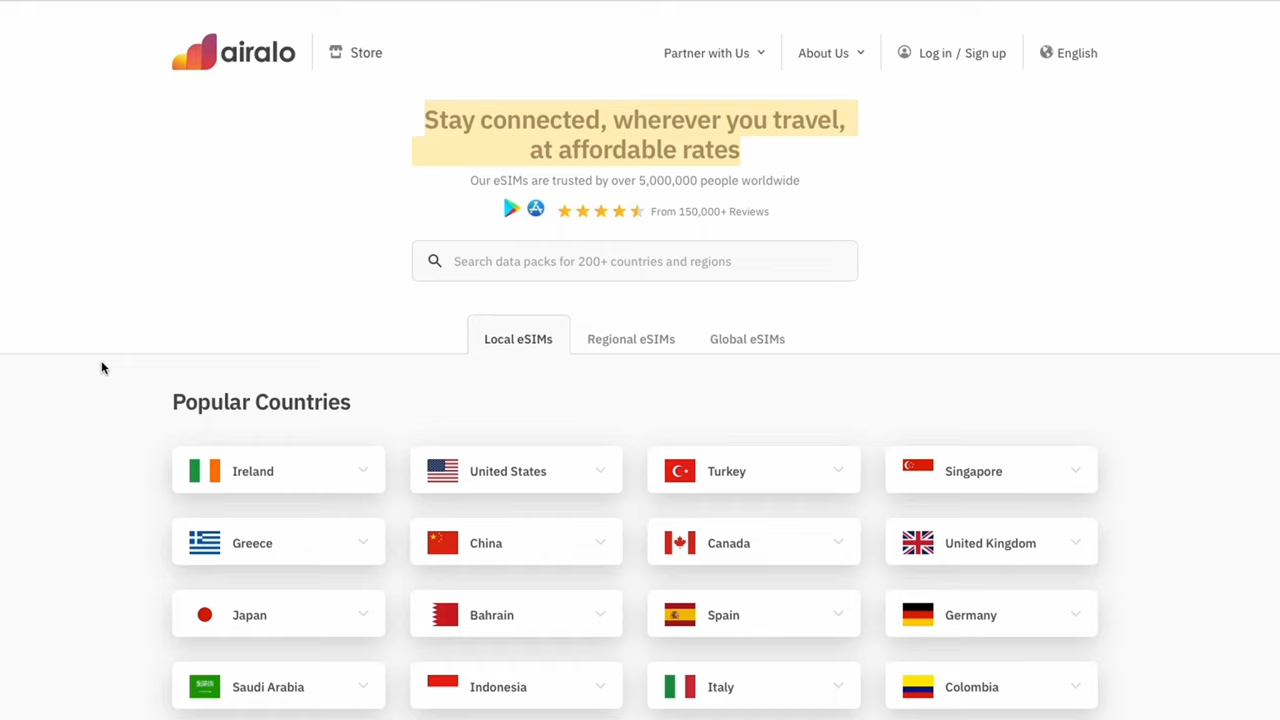 airalo
Store
Partner with Us
About Us
Log in / Sign up
English
Stay connected, wherever you travel,
at affordable rates
Our eSIMs are trusted by over 5,000,000 people worldwide
From 150,000+ Reviews
Search data packs for 200+ countries and regions
Local eSIMs
Regional eSIMs
Global eSIMs
Popular Countries
Ireland
United States
Turkey
Singapore
Greece
China
Canada
United Kingdom
Japan
Bahrain
Spain
Germany
Saudi Arabia
Indonesia
Italy
Colombia